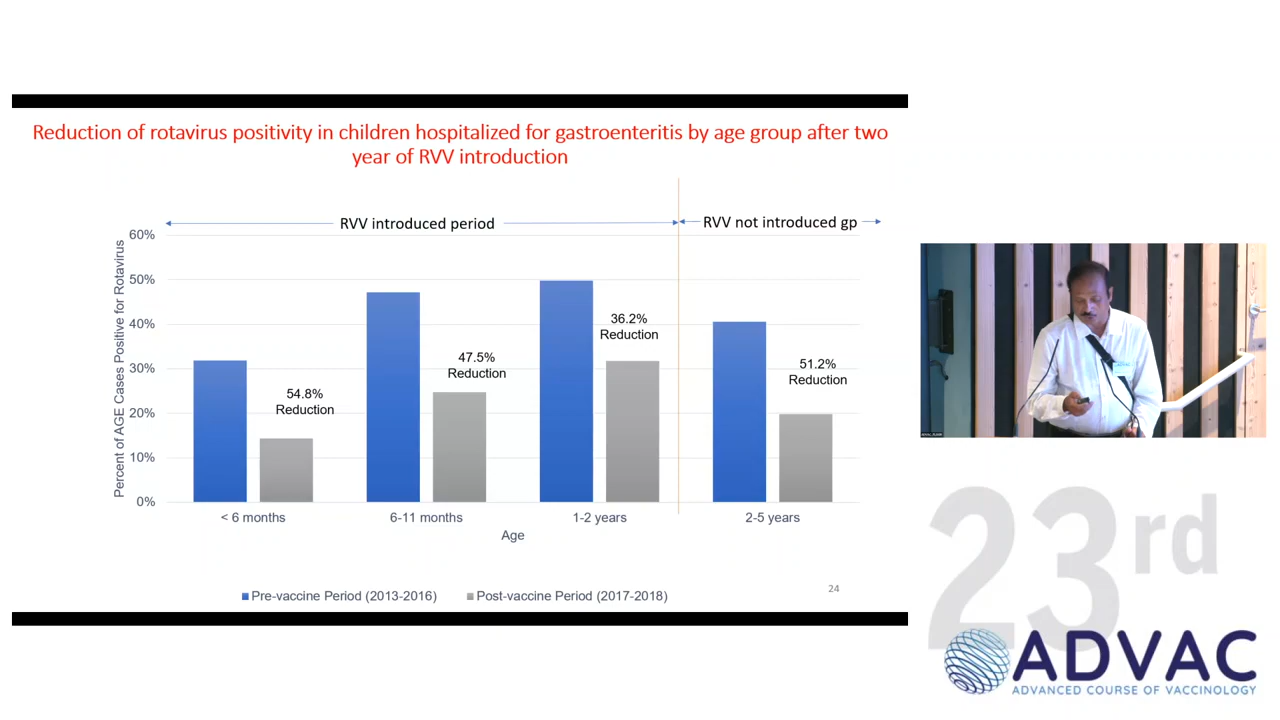 Reduction of rotavirus positivity in children hospitalized for gastroenteritis by age group after two
year of RVV introduction
RVV introduced period
RVV not introduced gp
Percent of AGE Cases Positive for Rotavirus
60%
50%
40%
30%
20%
10%
0%
54.8%
Reduction
47.5%
Reduction
36.2%
Reduction
51.2%
Reduction
< 6 months
6-11 months
1-2 years
2-5 years
Age
Pre-vaccine Period (2013-2016)
Post-vaccine Period (2017-2018)
24
23rd
ADVAC
ADVANCED COURSE OF VACCINOLOGY